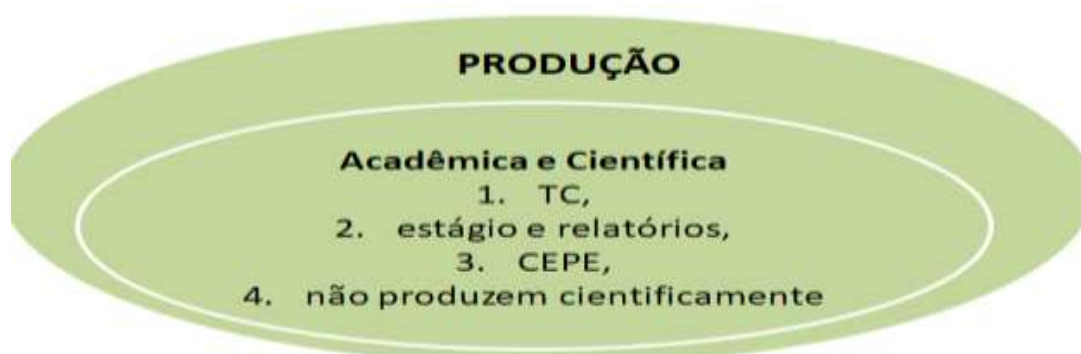 PRODUÇÃO
Acadêmica e Científica
1. TC,
2. estágio e relatórios,
3. CEPE,
4. não produzem cientificamente